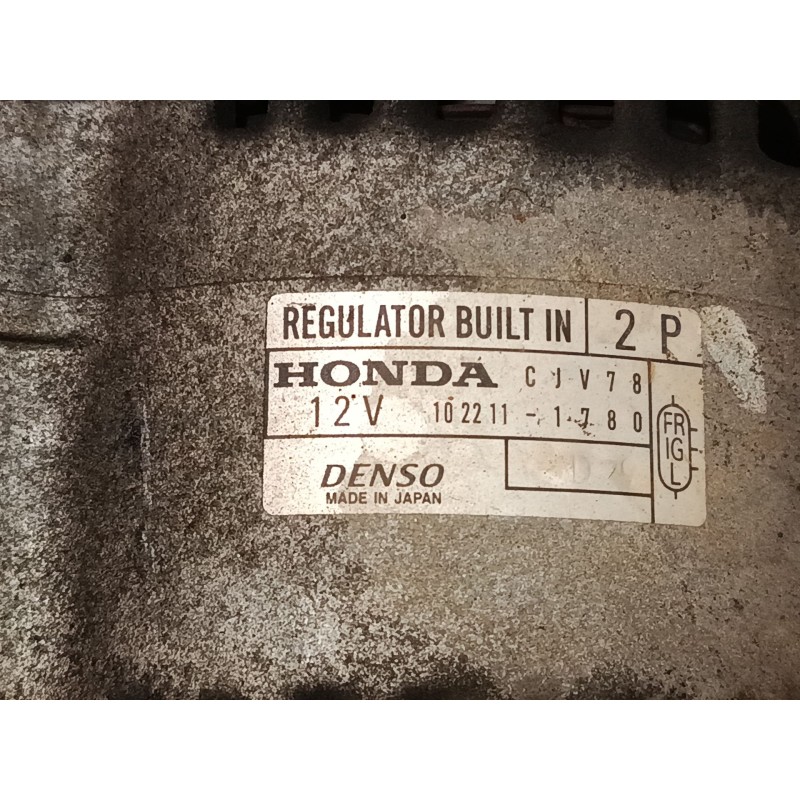 REGULATOR BUILT IN 2 P
HONDA CJV78
12V 102211-1780
DENSO
MADE IN JAPAN
FR
IG
L